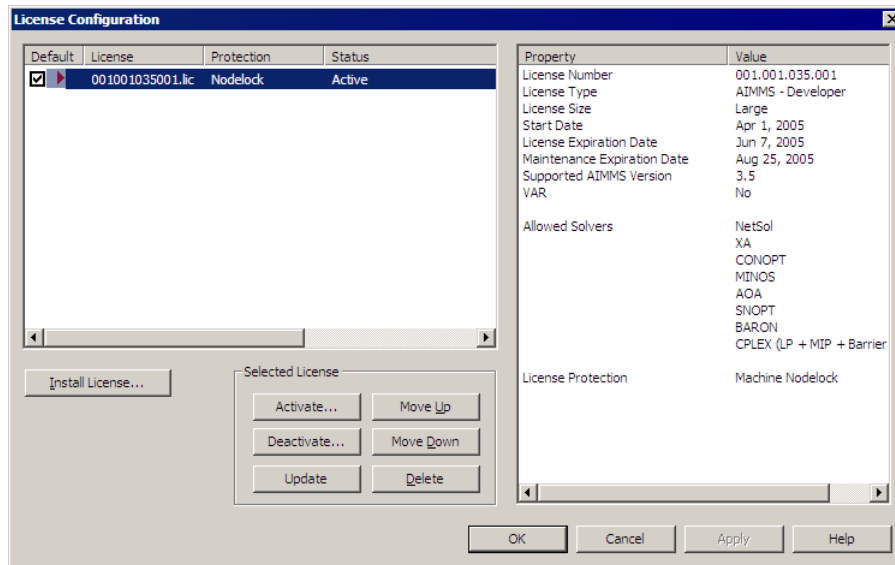 License Configuration
Default License Protection Status
001001035001.lic Nodelock Active
Install License...
Selected License
Activate... Move Up
Deactivate... Move Down
Update Delete
Property Value
License Number 001.001.035.001
License Type AIMMS - Developer
License Size Large
Start Date Apr 1, 2005
License Expiration Date Jun 7, 2005
Maintenance Expiration Date Aug 25, 2005
Supported AIMMS Version 3.5
VAR No
Allowed Solvers NetSol
XA
CONOPT
MINOS
AOA
SNOPT
BARON
CPLEX (LP + MIP + Barrier
License Protection Machine Nodelock
OK Cancel Apply Help